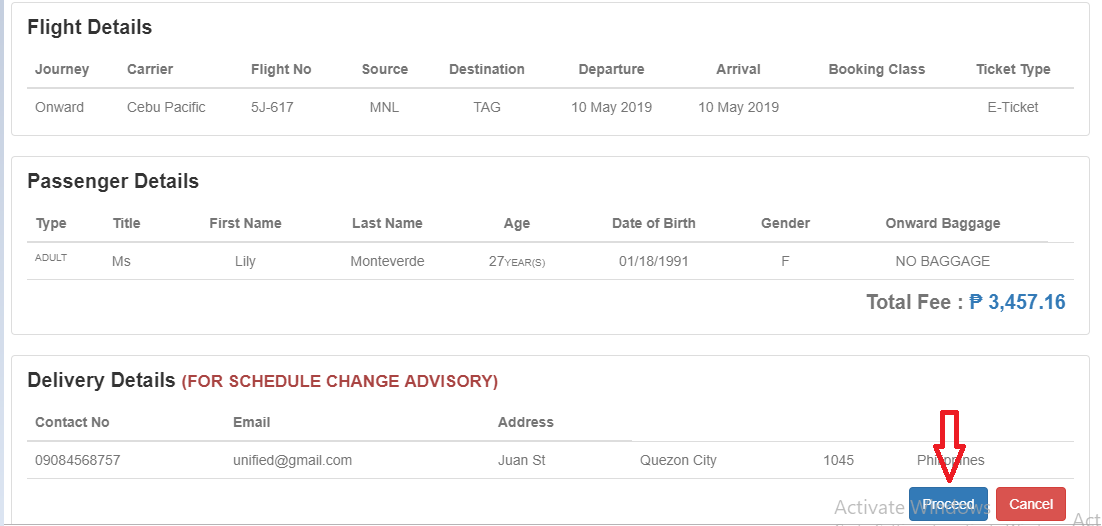 Flight Details
Journey Carrier Flight No Source Destination Departure Arrival Booking Class Ticket Type
Onward Cebu Pacific 5J-617 MNL TAG 10 May 2019 10 May 2019 E-Ticket
Passenger Details
Type Title First Name Last Name Age Date of Birth Gender Onward Baggage
ADULT Ms Lily Monteverde 27YEAR(S) 01/18/1991 F NO BAGGAGE
Total Fee : ₱ 3,457.16
Delivery Details (FOR SCHEDULE CHANGE ADVISORY)
Contact No Email Address
09084568757 unified@gmail.com Juan St Quezon City 1045 Philippines
Proceed Cancel
Activate Windows
Act